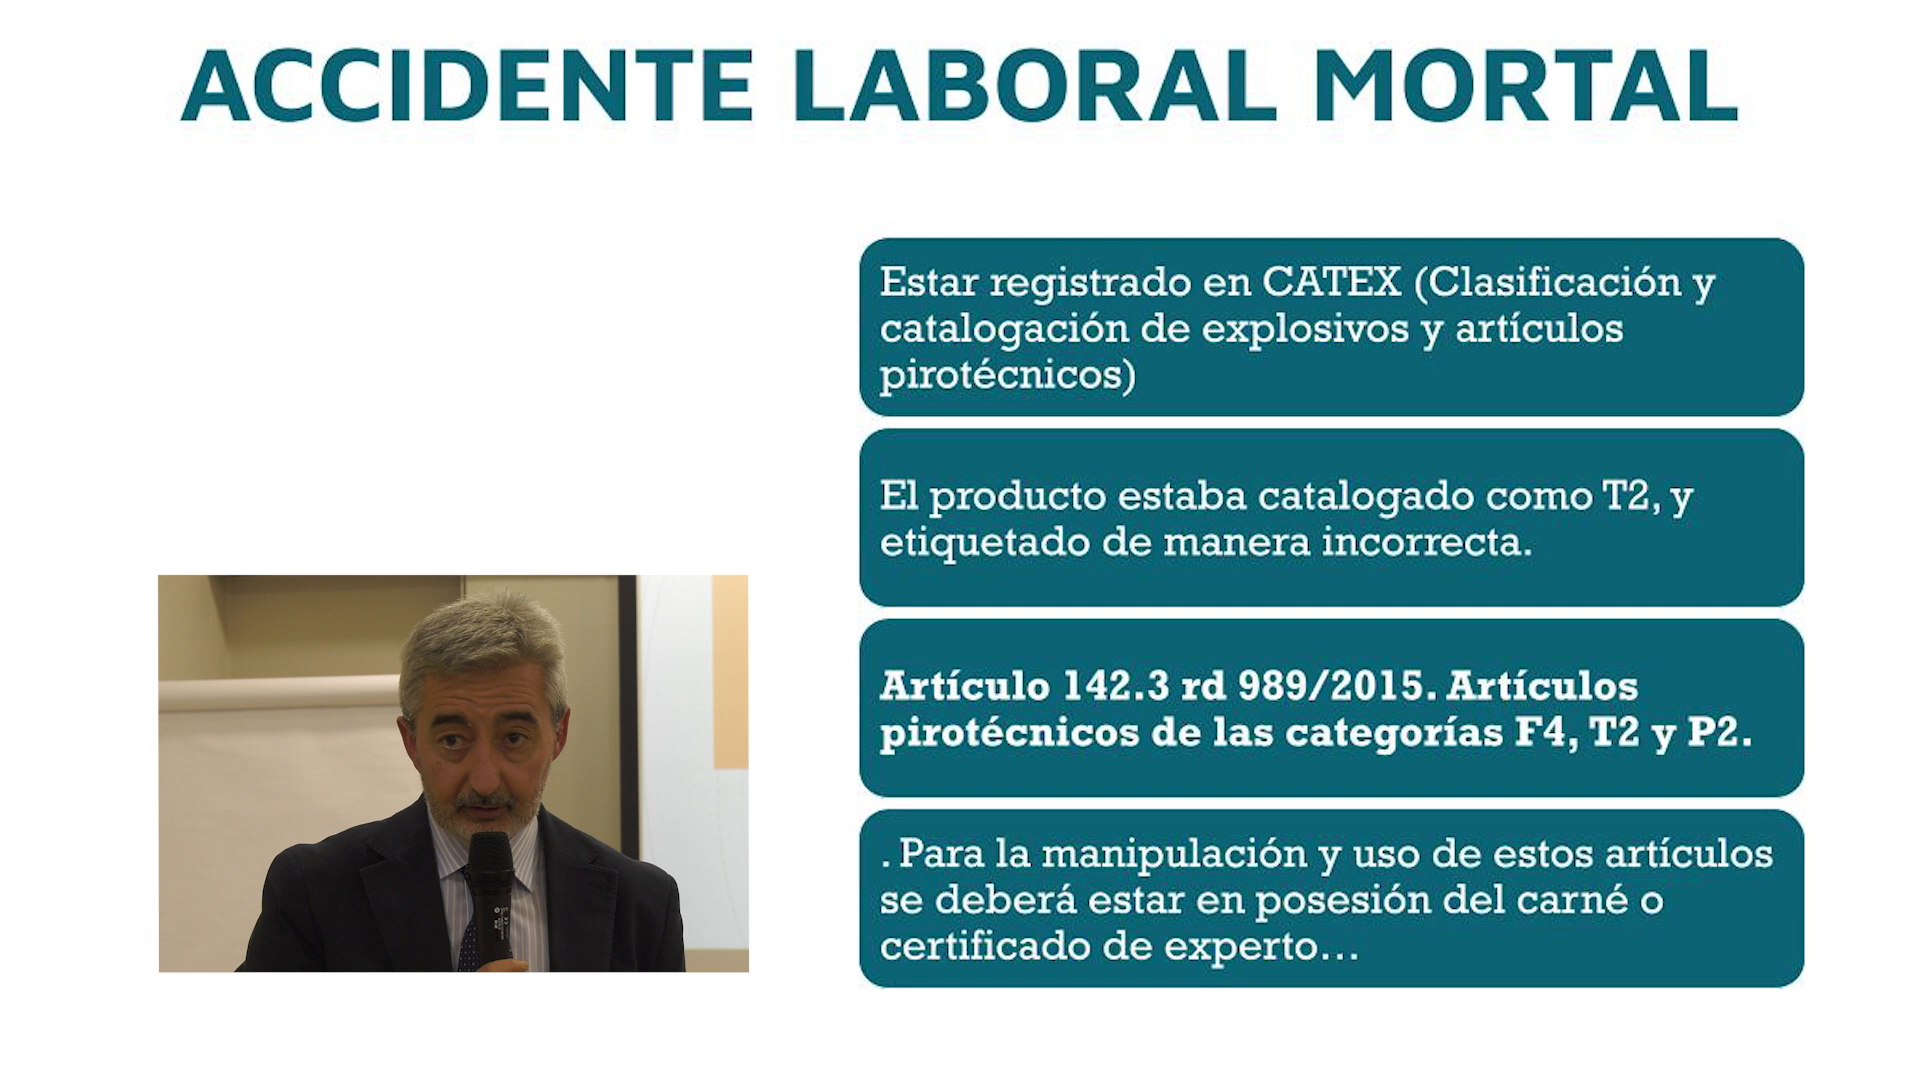 ACCIDENTE LABORAL MORTAL
Estar registrado en CATEX (Clasificación y
catalogación de explosivos y artículos
pirotécnicos)
El producto estaba catalogado como T2, y
etiquetado de manera incorrecta.
Artículo 142.3 rd 989/2015. Artículos
pirotécnicos de las categorías F4, T2 y P2.
. Para la manipulación y uso de estos artículos
se deberá estar en posesión del carné o
certificado de experto...